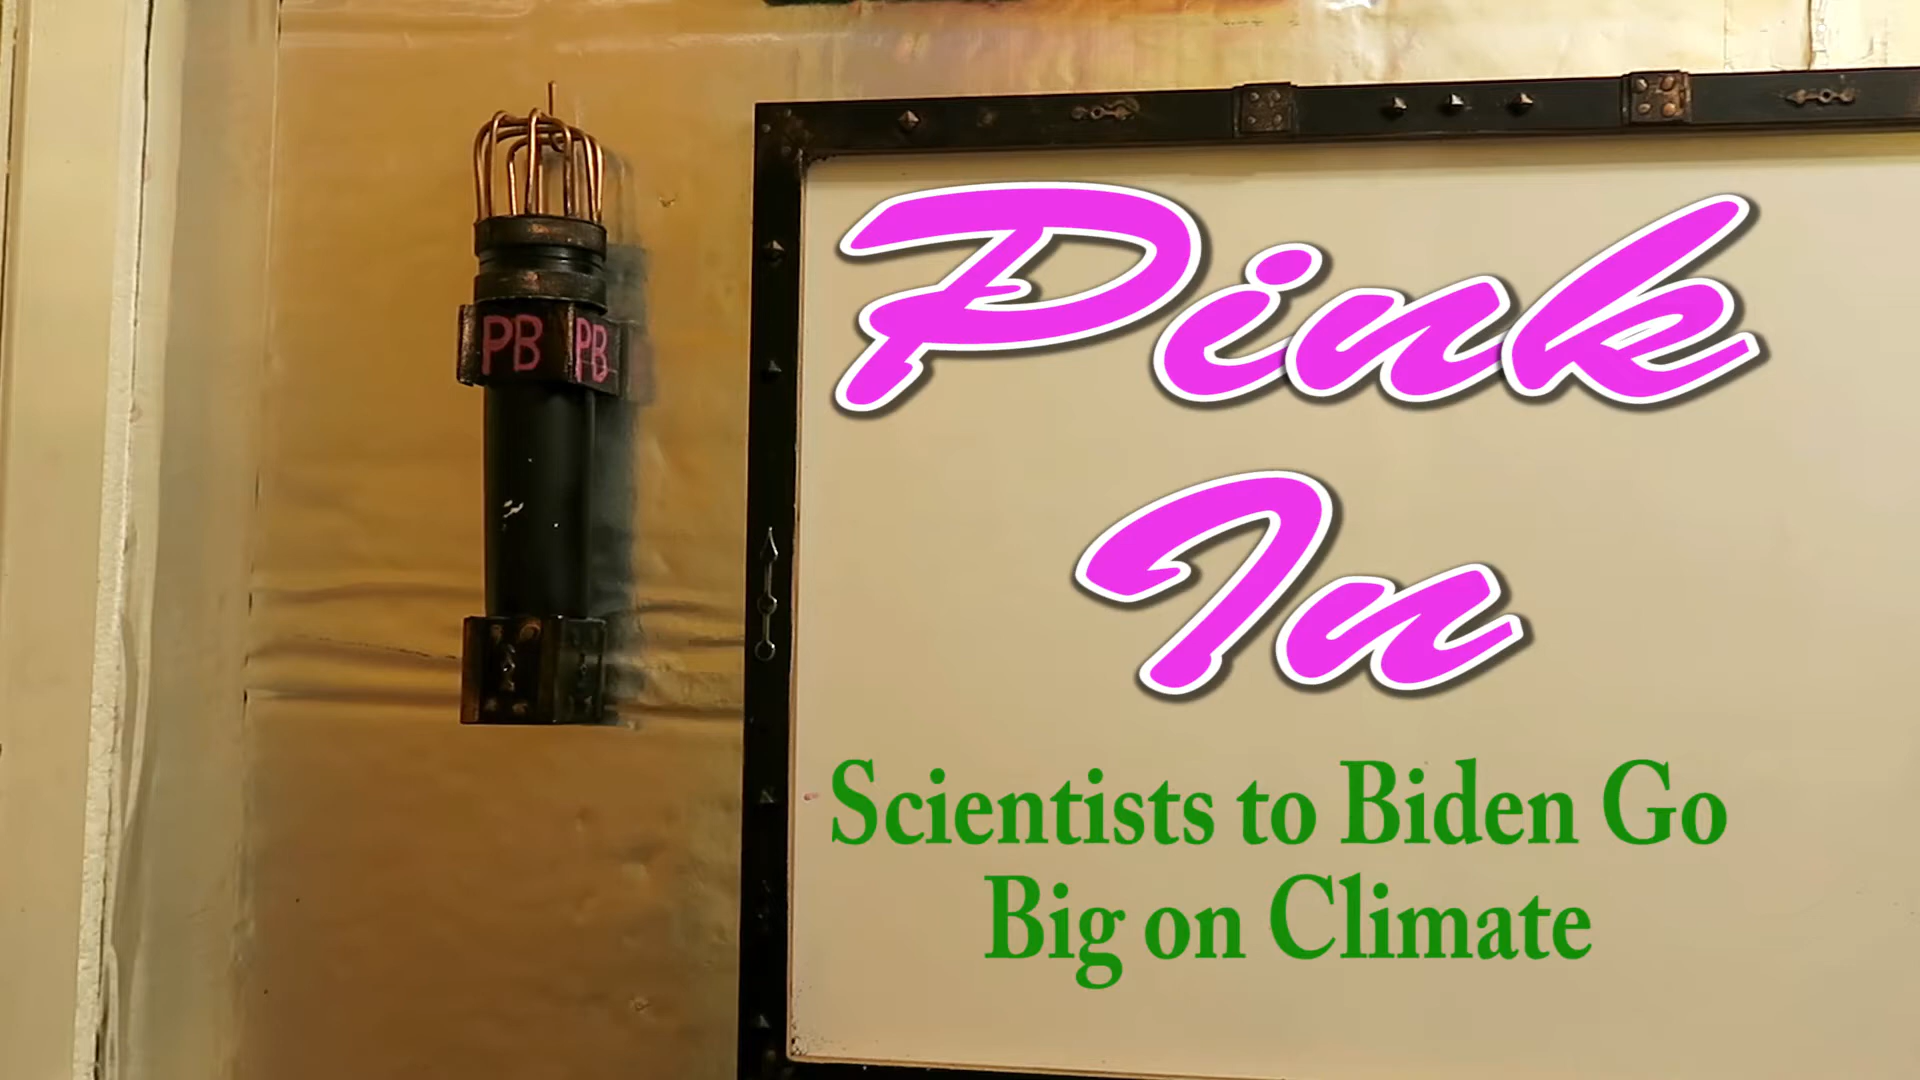 PB PB
Pink
In
Scientists to Biden Go
Big on Climate